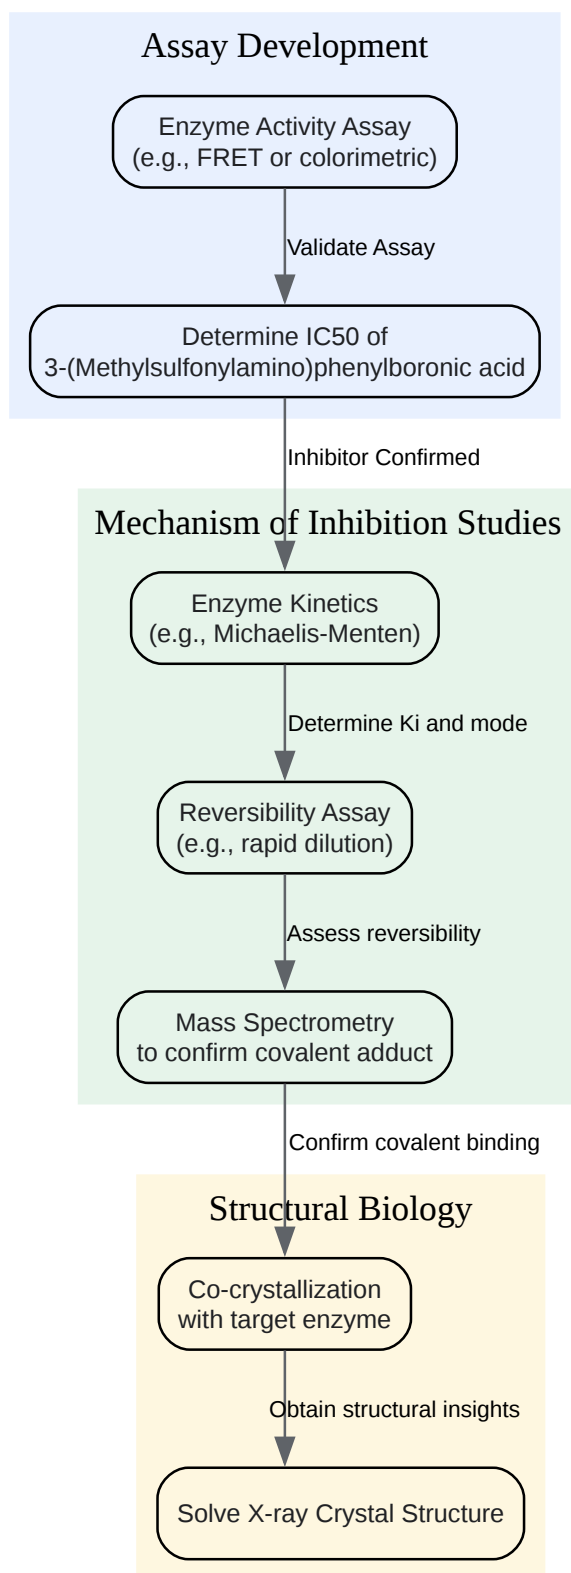 Assay Development
Enzyme Activity Assay
(e.g., FRET or colorimetric)
Validate Assay
Determine IC50 of
3-(Methylsulfonylamino)phenylboronic acid
Inhibitor Confirmed
Mechanism of Inhibition Studies
Enzyme Kinetics
(e.g., Michaelis-Menten)
Determine Ki and mode
Reversibility Assay
(e.g., rapid dilution)
Assess reversibility
Mass Spectrometry
to confirm covalent adduct
Confirm covalent binding
Structural Biology
Co-crystallization
with target enzyme
Obtain structural insights
Solve X-ray Crystal Structure